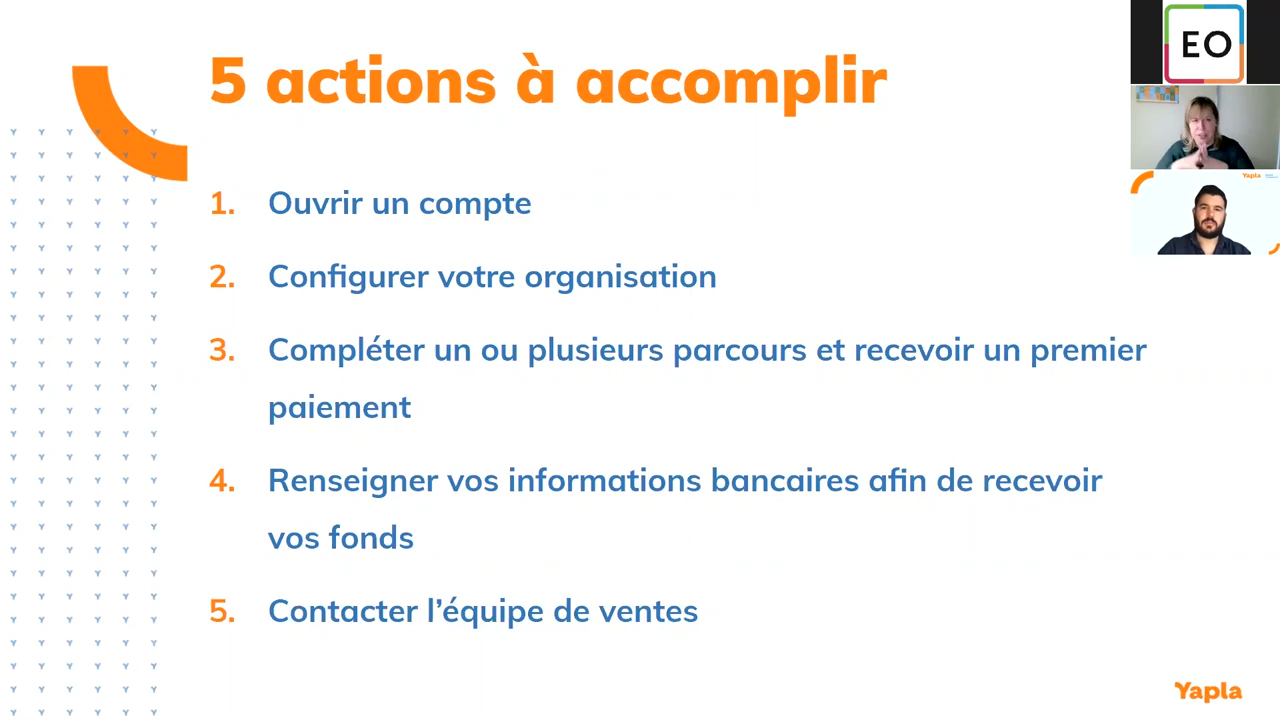 5 actions à accomplir
1. Ouvrir un compte
2. Configurer votre organisation
3. Compléter un ou plusieurs parcours et recevoir un premier
paiement
4. Renseigner vos informations bancaires afin de recevoir
vos fonds
5. Contacter l’équipe de ventes
EO
Yapla
Yapla